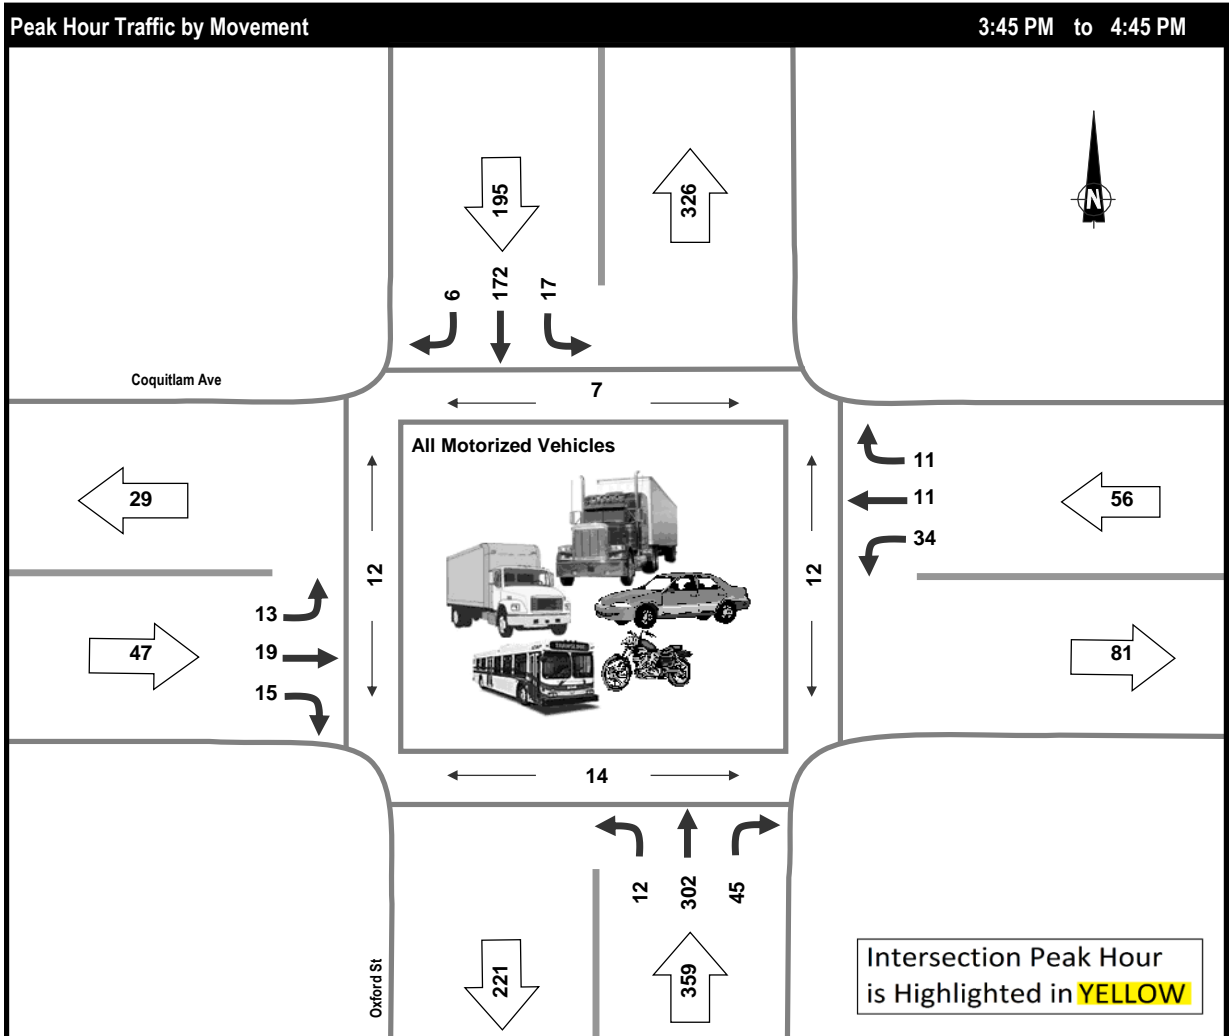 Peak Hour Traffic by Movement 3:45 PM to 4:45 PM
195
326
N
6 172 17
Coquitlam Ave
7
All Motorized Vehicles
11
29
11
56
34
12
12
13
47
19
81
15
14
12 302 45
Oxford St
221
359
Intersection Peak Hour
is Highlighted in YELLOW